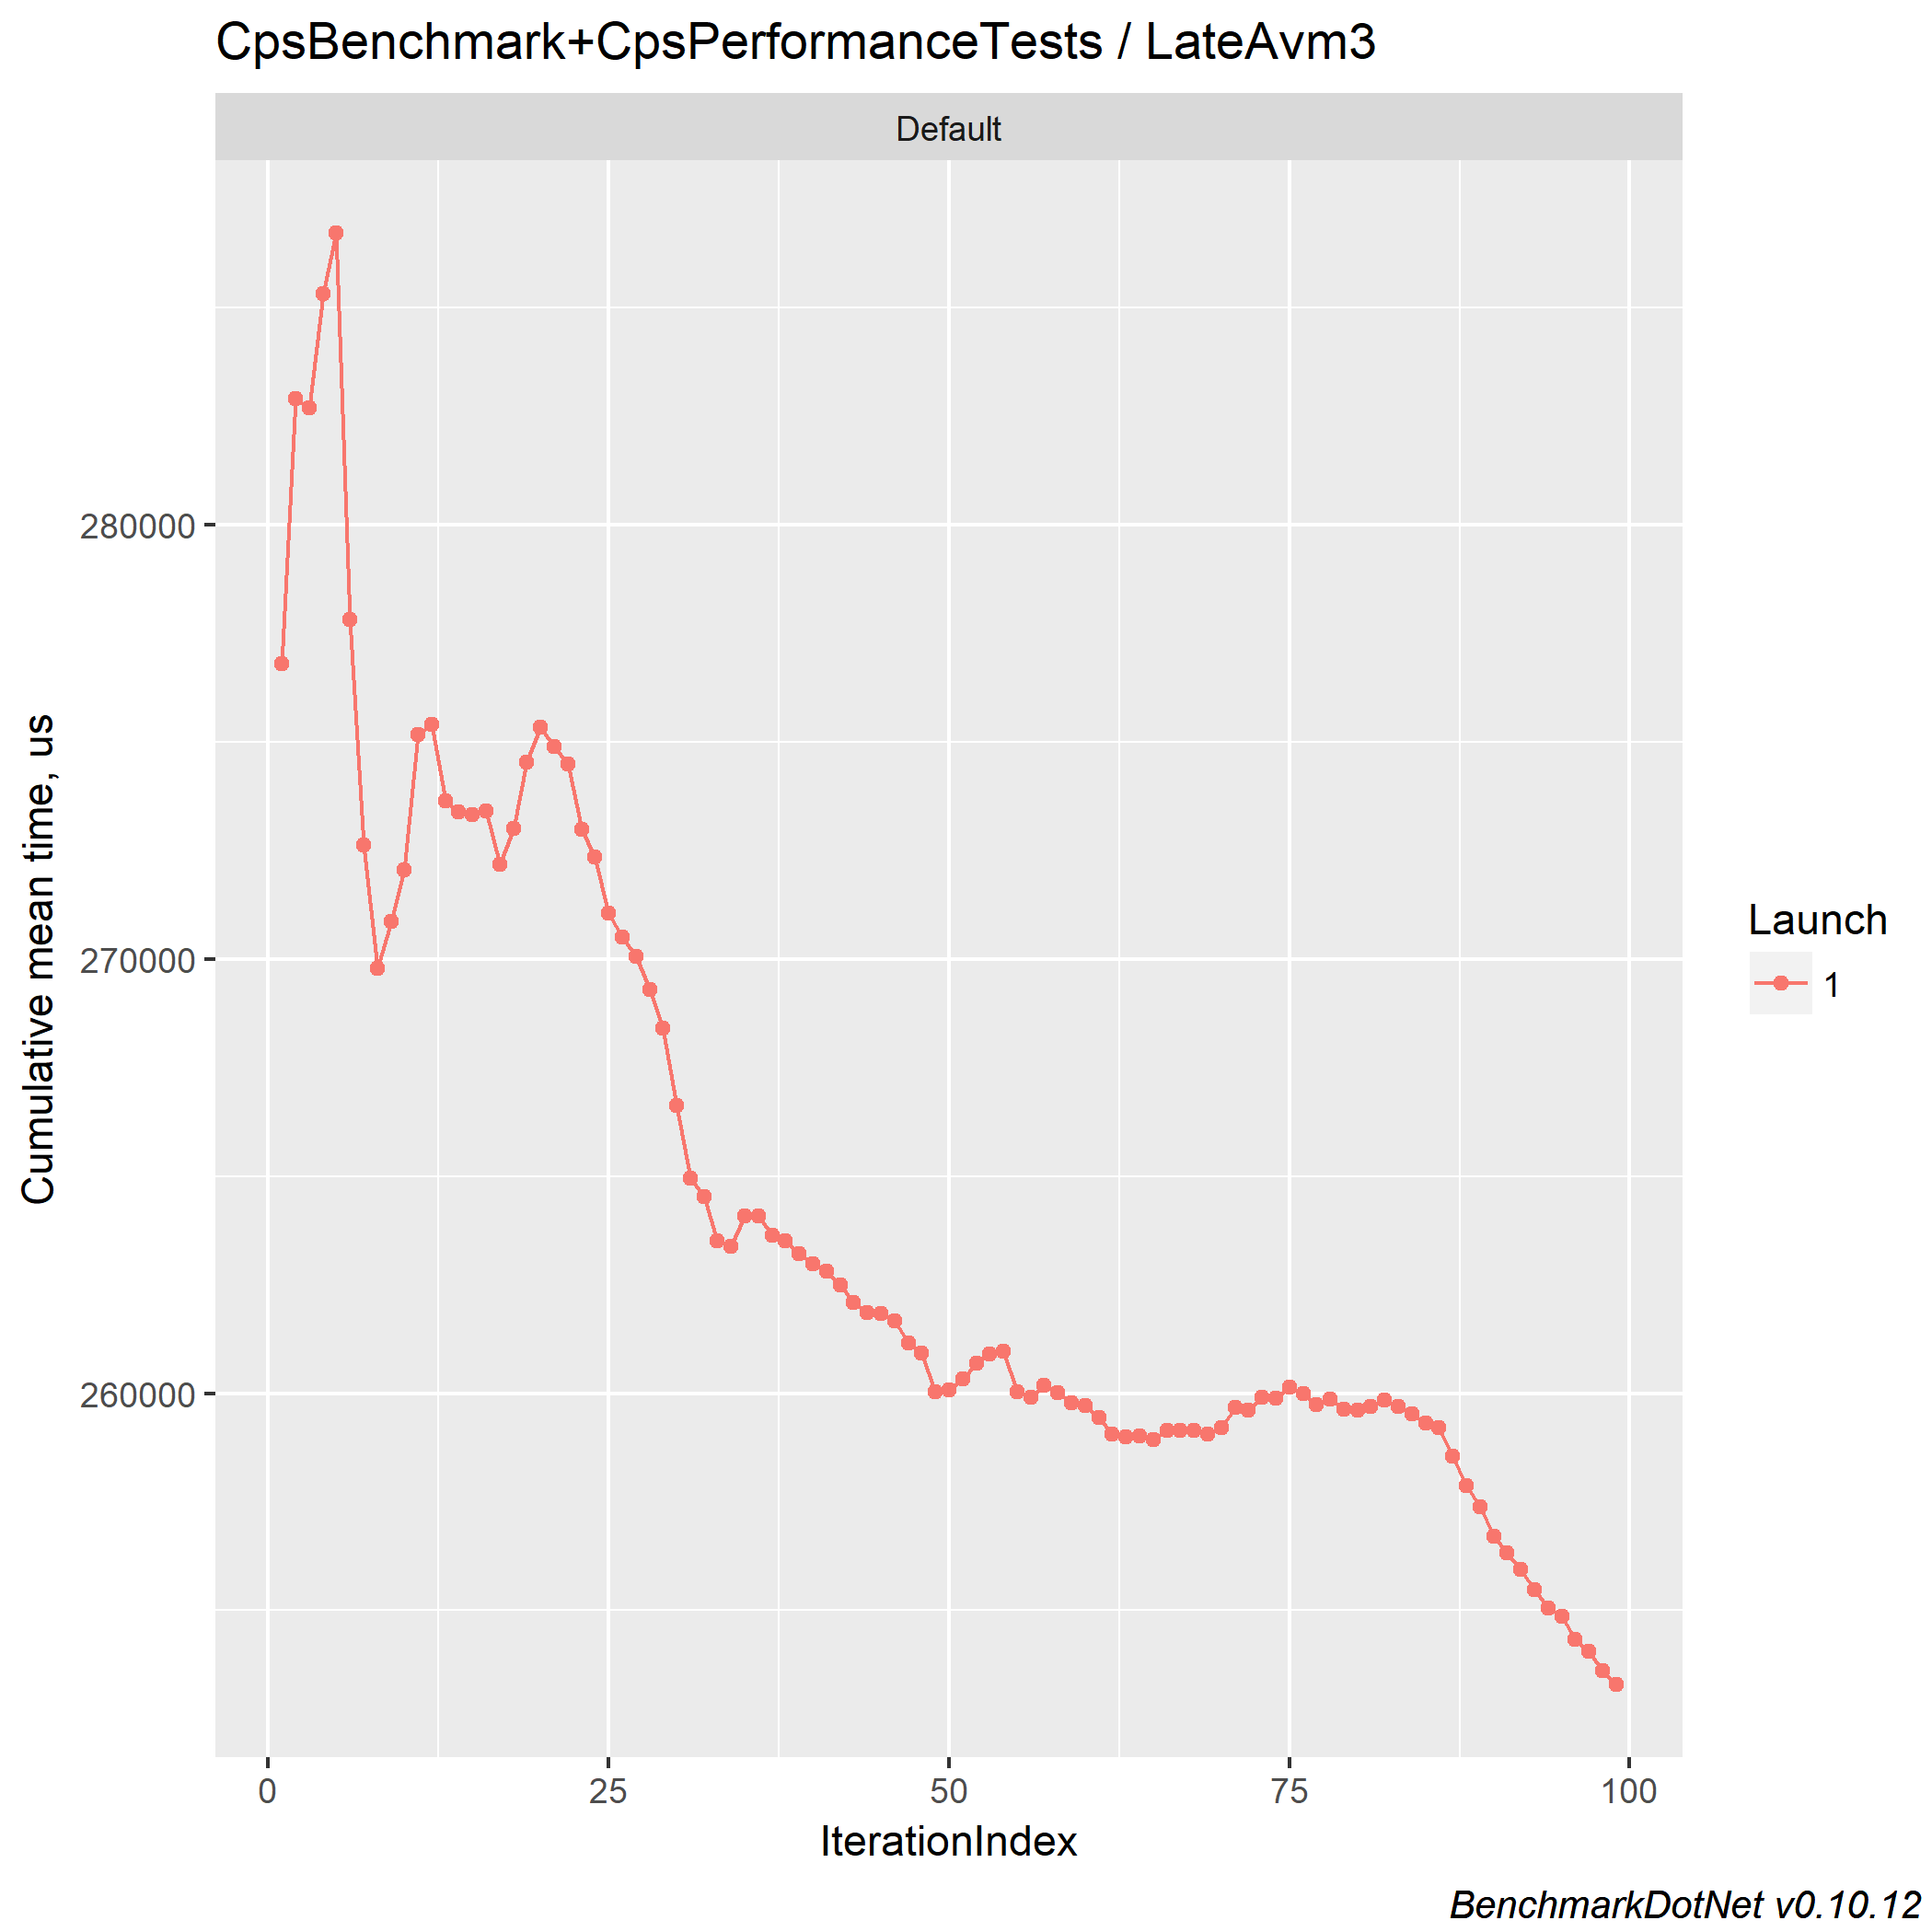 CpsBenchmark+CpsPerformanceTests / LateAvm3
Default
280000
270000
260000
Cumulative mean time, us
0 25 50 75 100
IterationIndex
Launch
1
BenchmarkDotNet v0.10.12